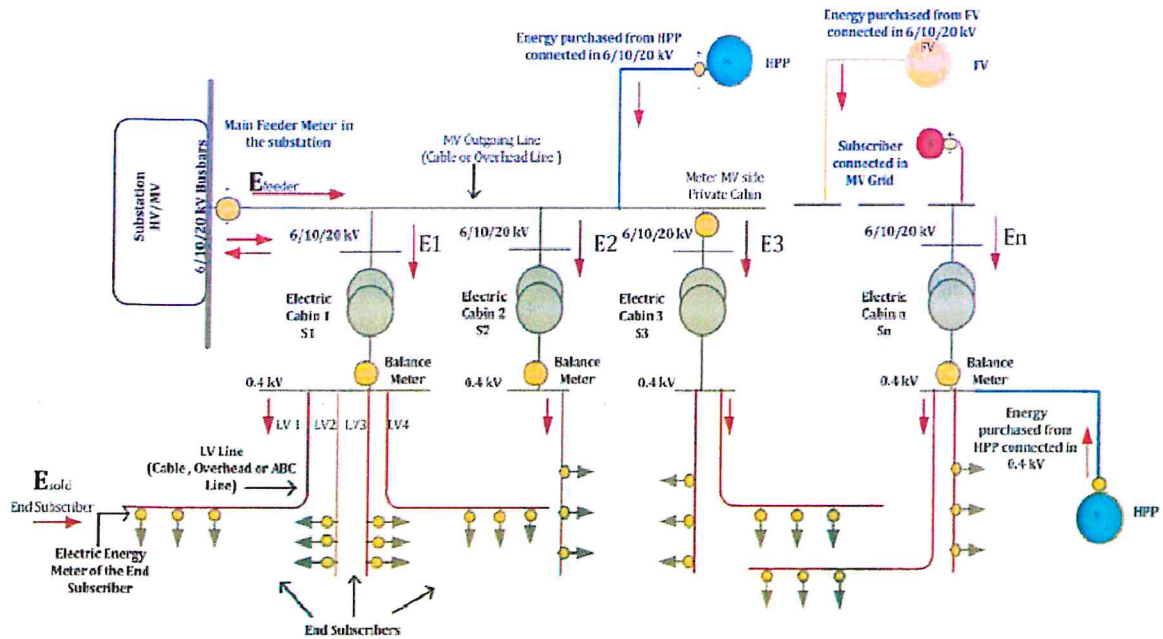 Energy purchased from HPP
connected in 6/10/20 kV
HPP
Energy purchased from FV
connected in 6/10/20 kV
FV
FV
Substation
HV/MV
6/10/20 kV Busbars
Main Feeder Meter in
the substation
Efeeder
MV Outgoing Line
(Cable or Overhead Line )
Meter MV side
Private Cabin
Subscriber
connected in
MV Grid
6/10/20 kV
E1
6/10/20 kV
E2
6/10/20 kV
E3
6/10/20 kV
En
Electric
Cabin 1
S1
Electric
Cabin 2
S2
Electric
Cabin 3
S3
Electric
Cabin n
Sn
0.4 kV
Balance
Meter
0.4 kV
Balance
Meter
0.4 kV
0.4 kV
Balance
Meter
LV 1
LV2
LV3
LV4
LV Line
(Cable , Overhead or ABC
Line)
Energy
purchased from
HPP connected in
0.4 kV
HPP
Esold
End Subscriber
Electric Energy
Meter of the End
Subscriber
End Subscribers